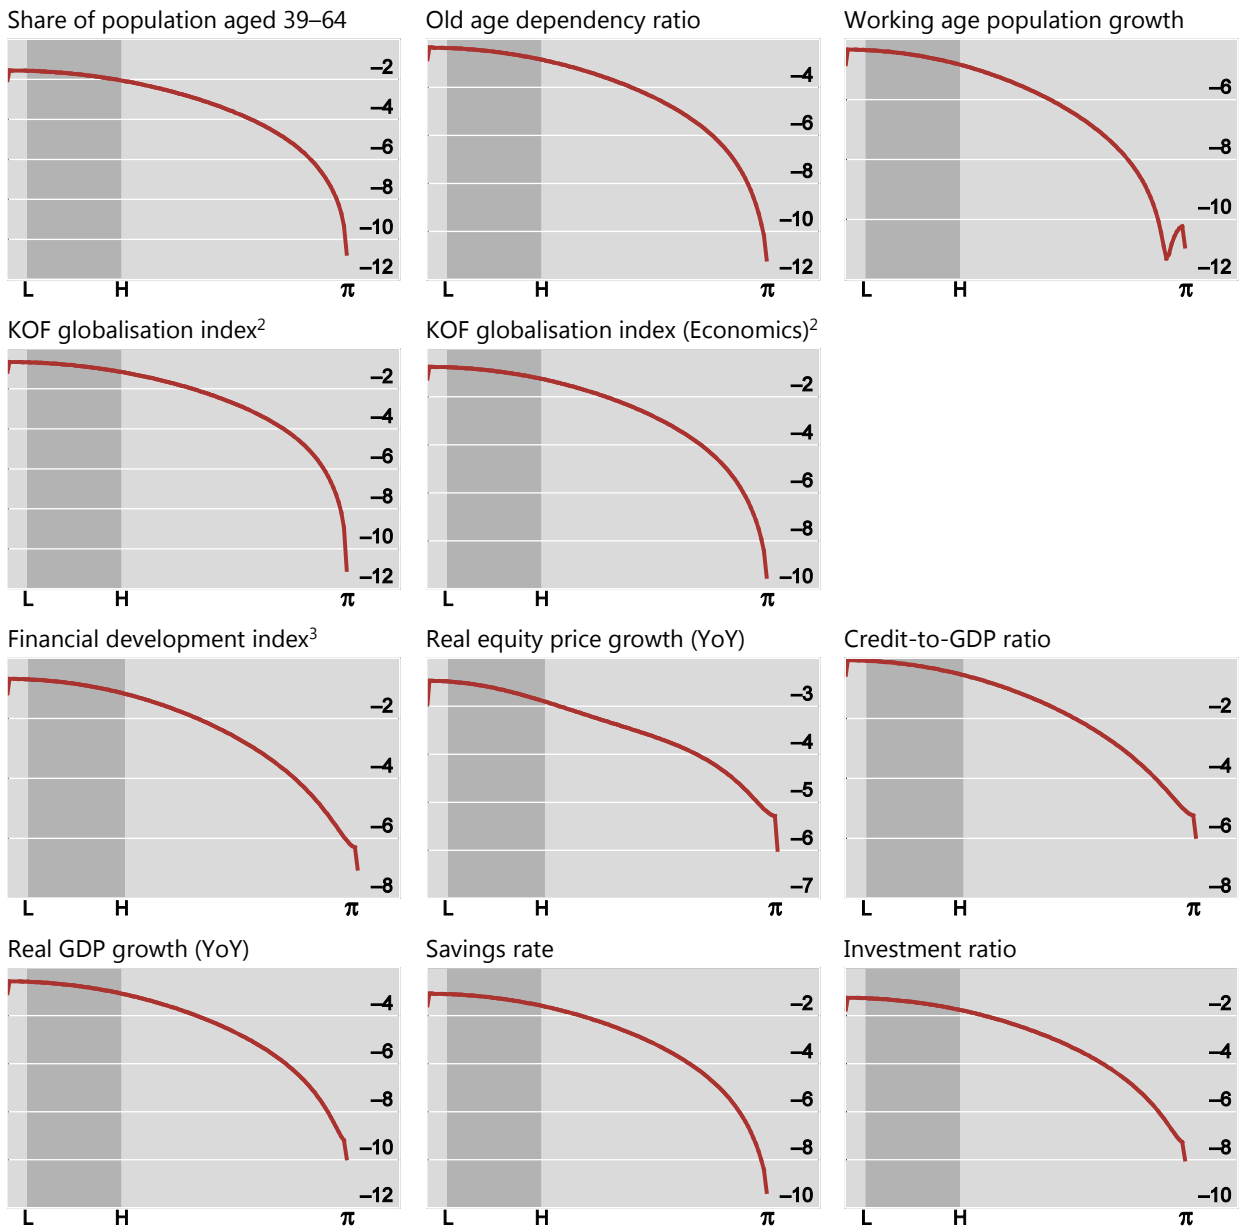 Share of population aged 39–64
–2
–4
–6
–8
–10
–12
L H π
Old age dependency ratio
–4
–6
–8
–10
–12
L H π
Working age population growth
–6
–8
–10
–12
L H π
KOF globalisation index²
–2
–4
–6
–8
–10
–12
L H π
KOF globalisation index (Economics)²
–2
–4
–6
–8
–10
L H π
Financial development index³
–2
–4
–6
–8
L H π
Real equity price growth (YoY)
–3
–4
–5
–6
–7
L H π
Credit-to-GDP ratio
–2
–4
–6
–8
L H π
Real GDP growth (YoY)
–4
–6
–8
–10
–12
L H π
Savings rate
–2
–4
–6
–8
–10
L H π
Investment ratio
–2
–4
–6
–8
–10
L H π